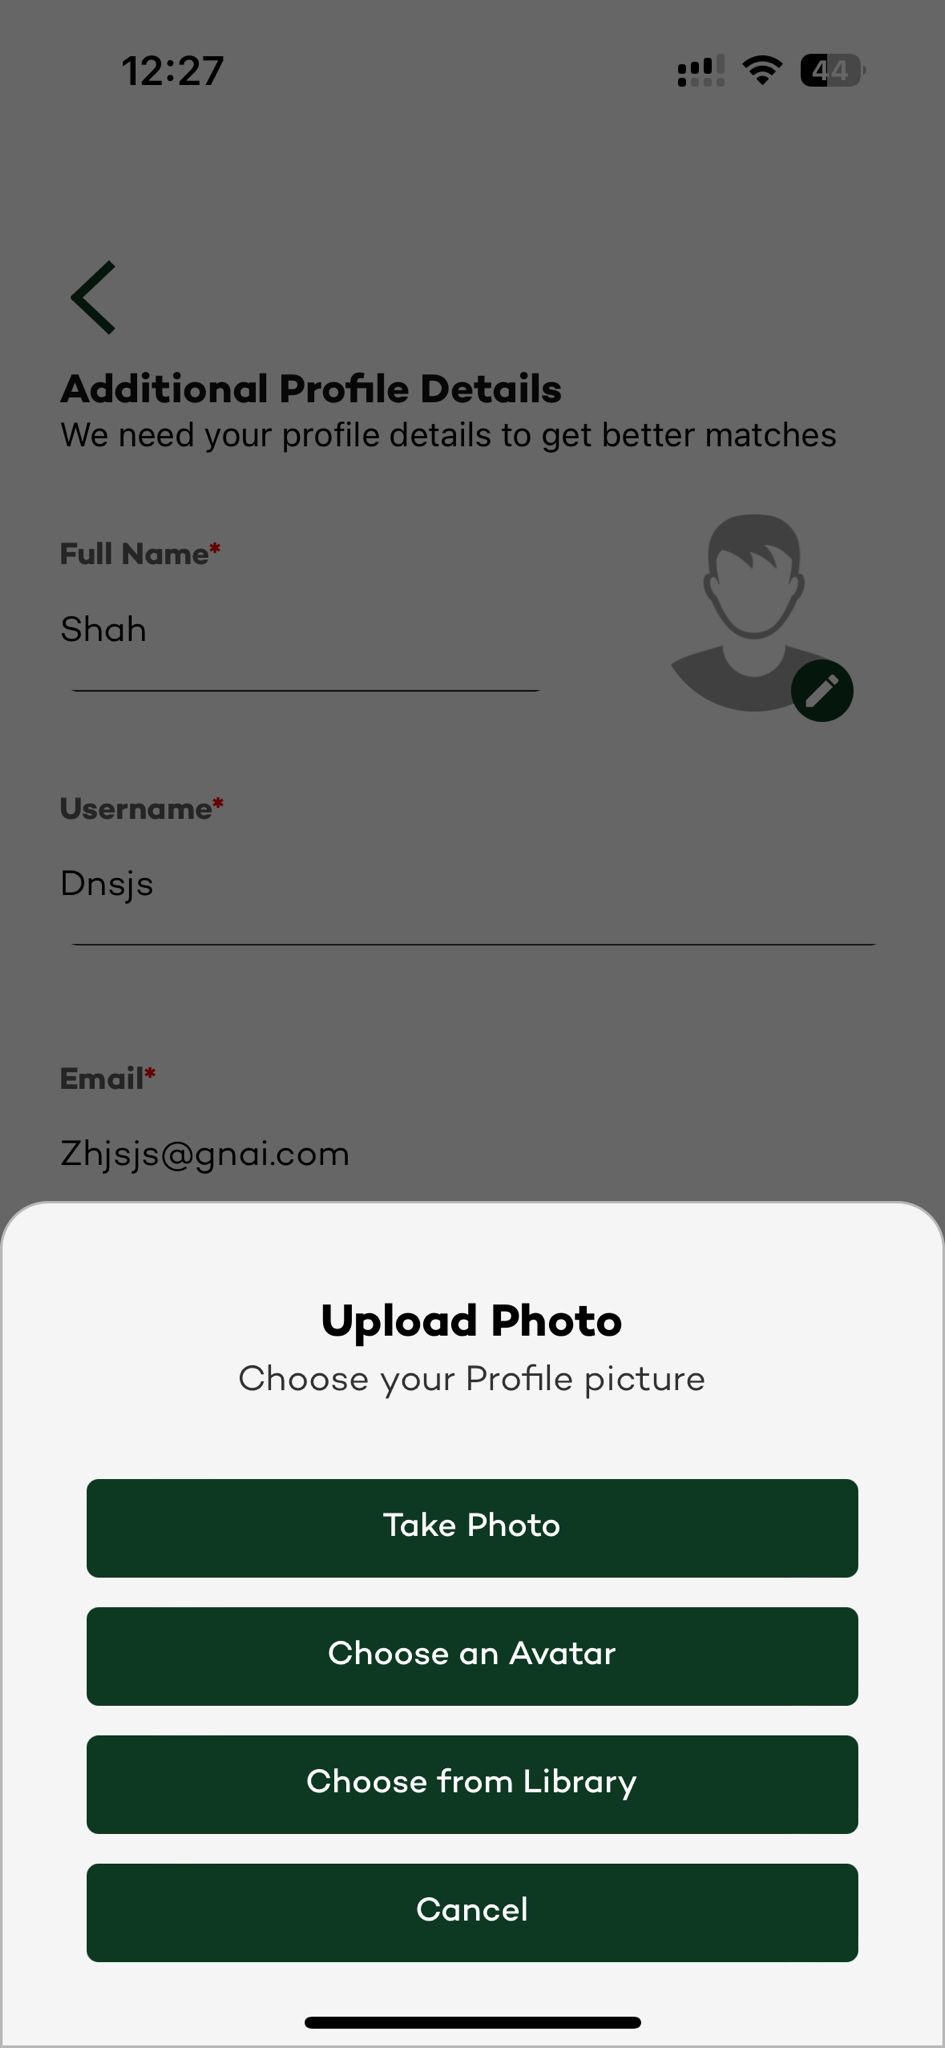 12:27
44
Additional Profile Details
We need your profile details to get better matches
Full Name*
Shah
Username*
Dnsjs
Email*
Zhjsjs@gnai.com
Upload Photo
Choose your Profile picture
Take Photo
Choose an Avatar
Choose from Library
Cancel